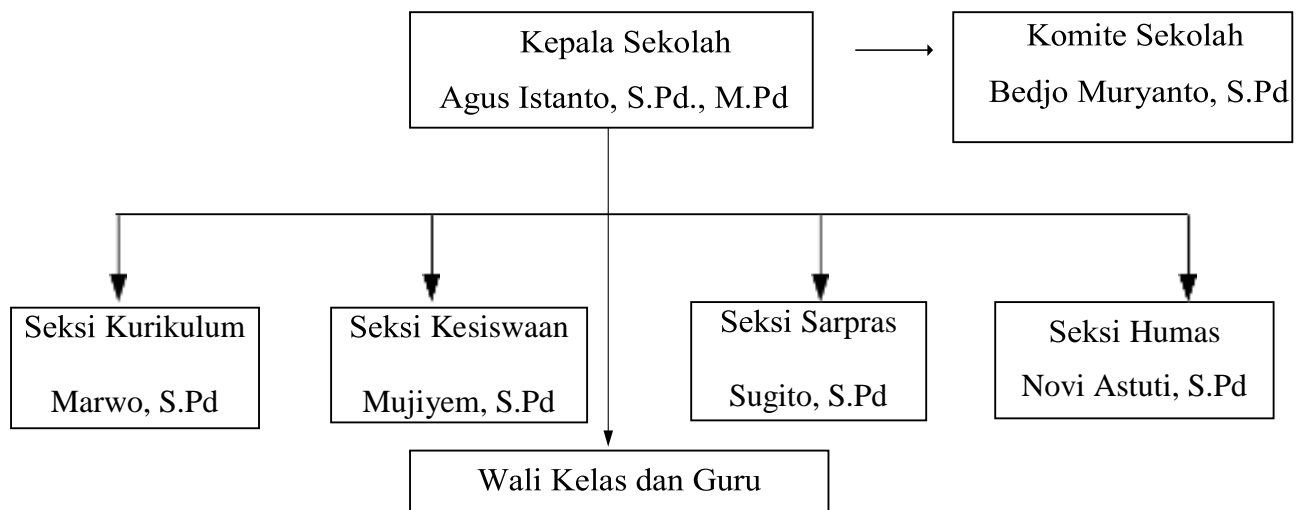 Kepala Sekolah
Agus Istanto, S.Pd., M.Pd
Komite Sekolah
Bedjo Muryanto, S.Pd
Seksi Kurikulum
Marwo, S.Pd
Seksi Kesiswaan
Mujiyem, S.Pd
Seksi Sarpras
Sugito, S.Pd
Seksi Humas
Novi Astuti, S.Pd
Wali Kelas dan Guru